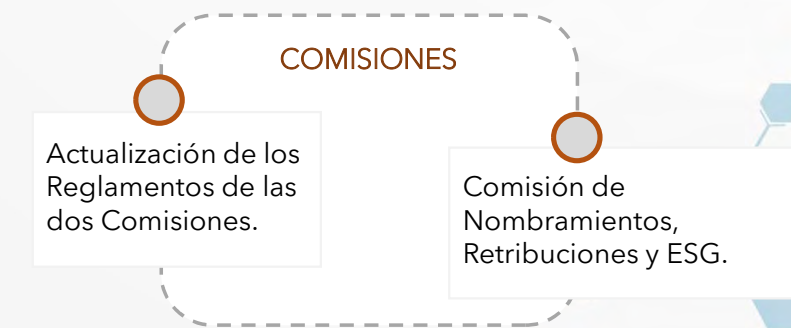 COMISIONES
Actualización de los
Reglamentos de las
dos Comisiones.
Comisión de
Nombramientos,
Retribuciones y ESG.